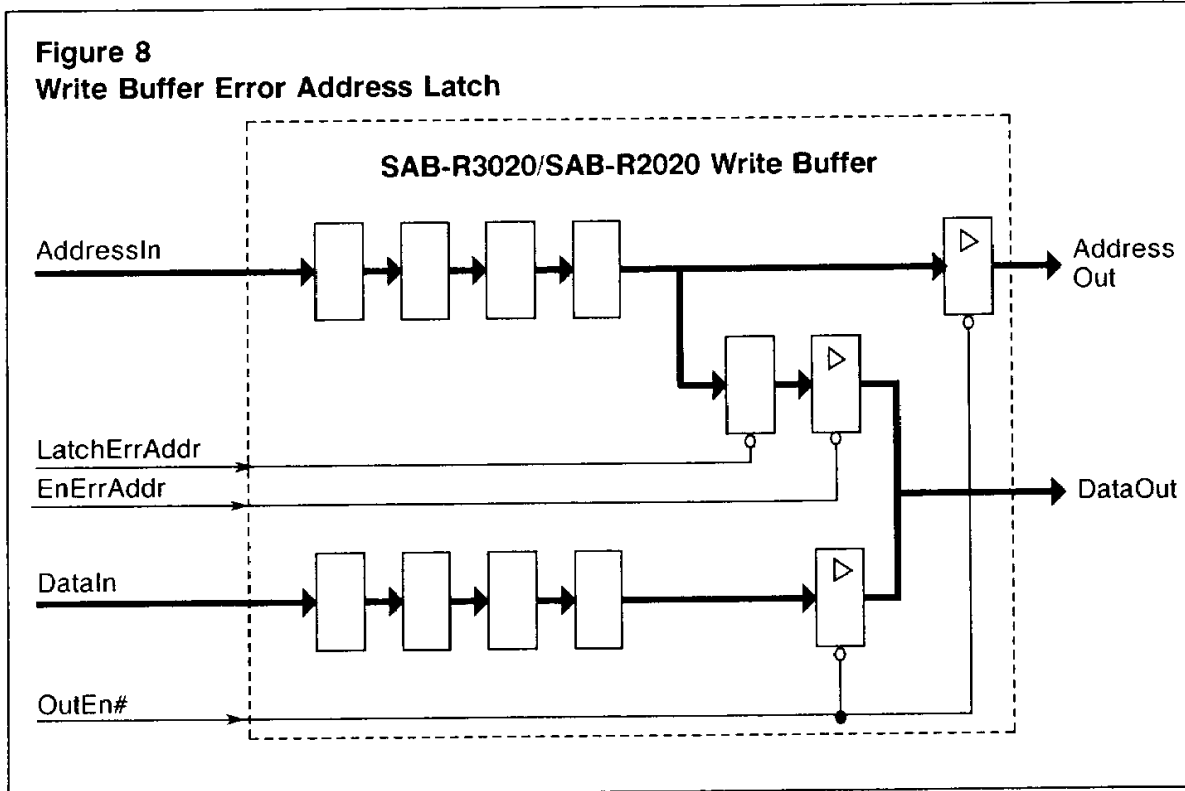 Figure 8
Write Buffer Error Address Latch
SAB-R3020/SAB-R2020 Write Buffer
AddressIn
Address
Out
LatchErrAddr
EnErrAddr
DataOut
DataIn
OutEn#